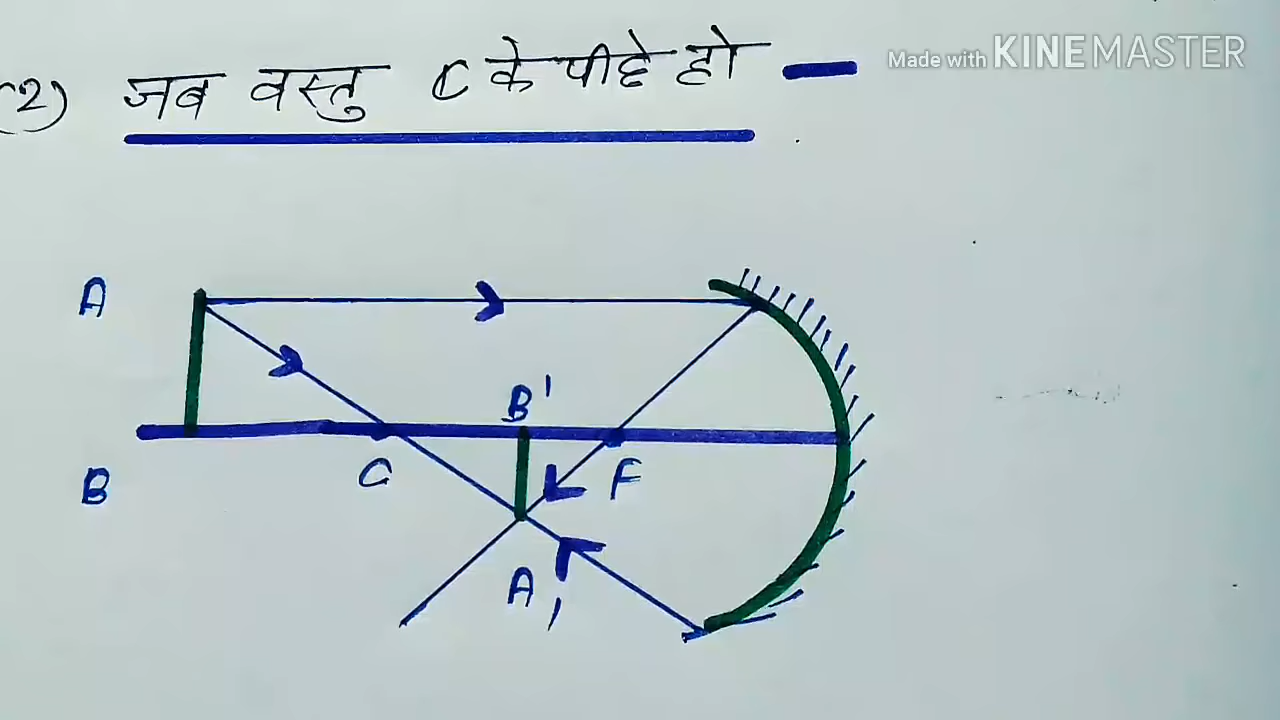 (2) जब वस्तु C के पीछे हो —
Made with KINEMASTER
A
B'
C
F
B
A'